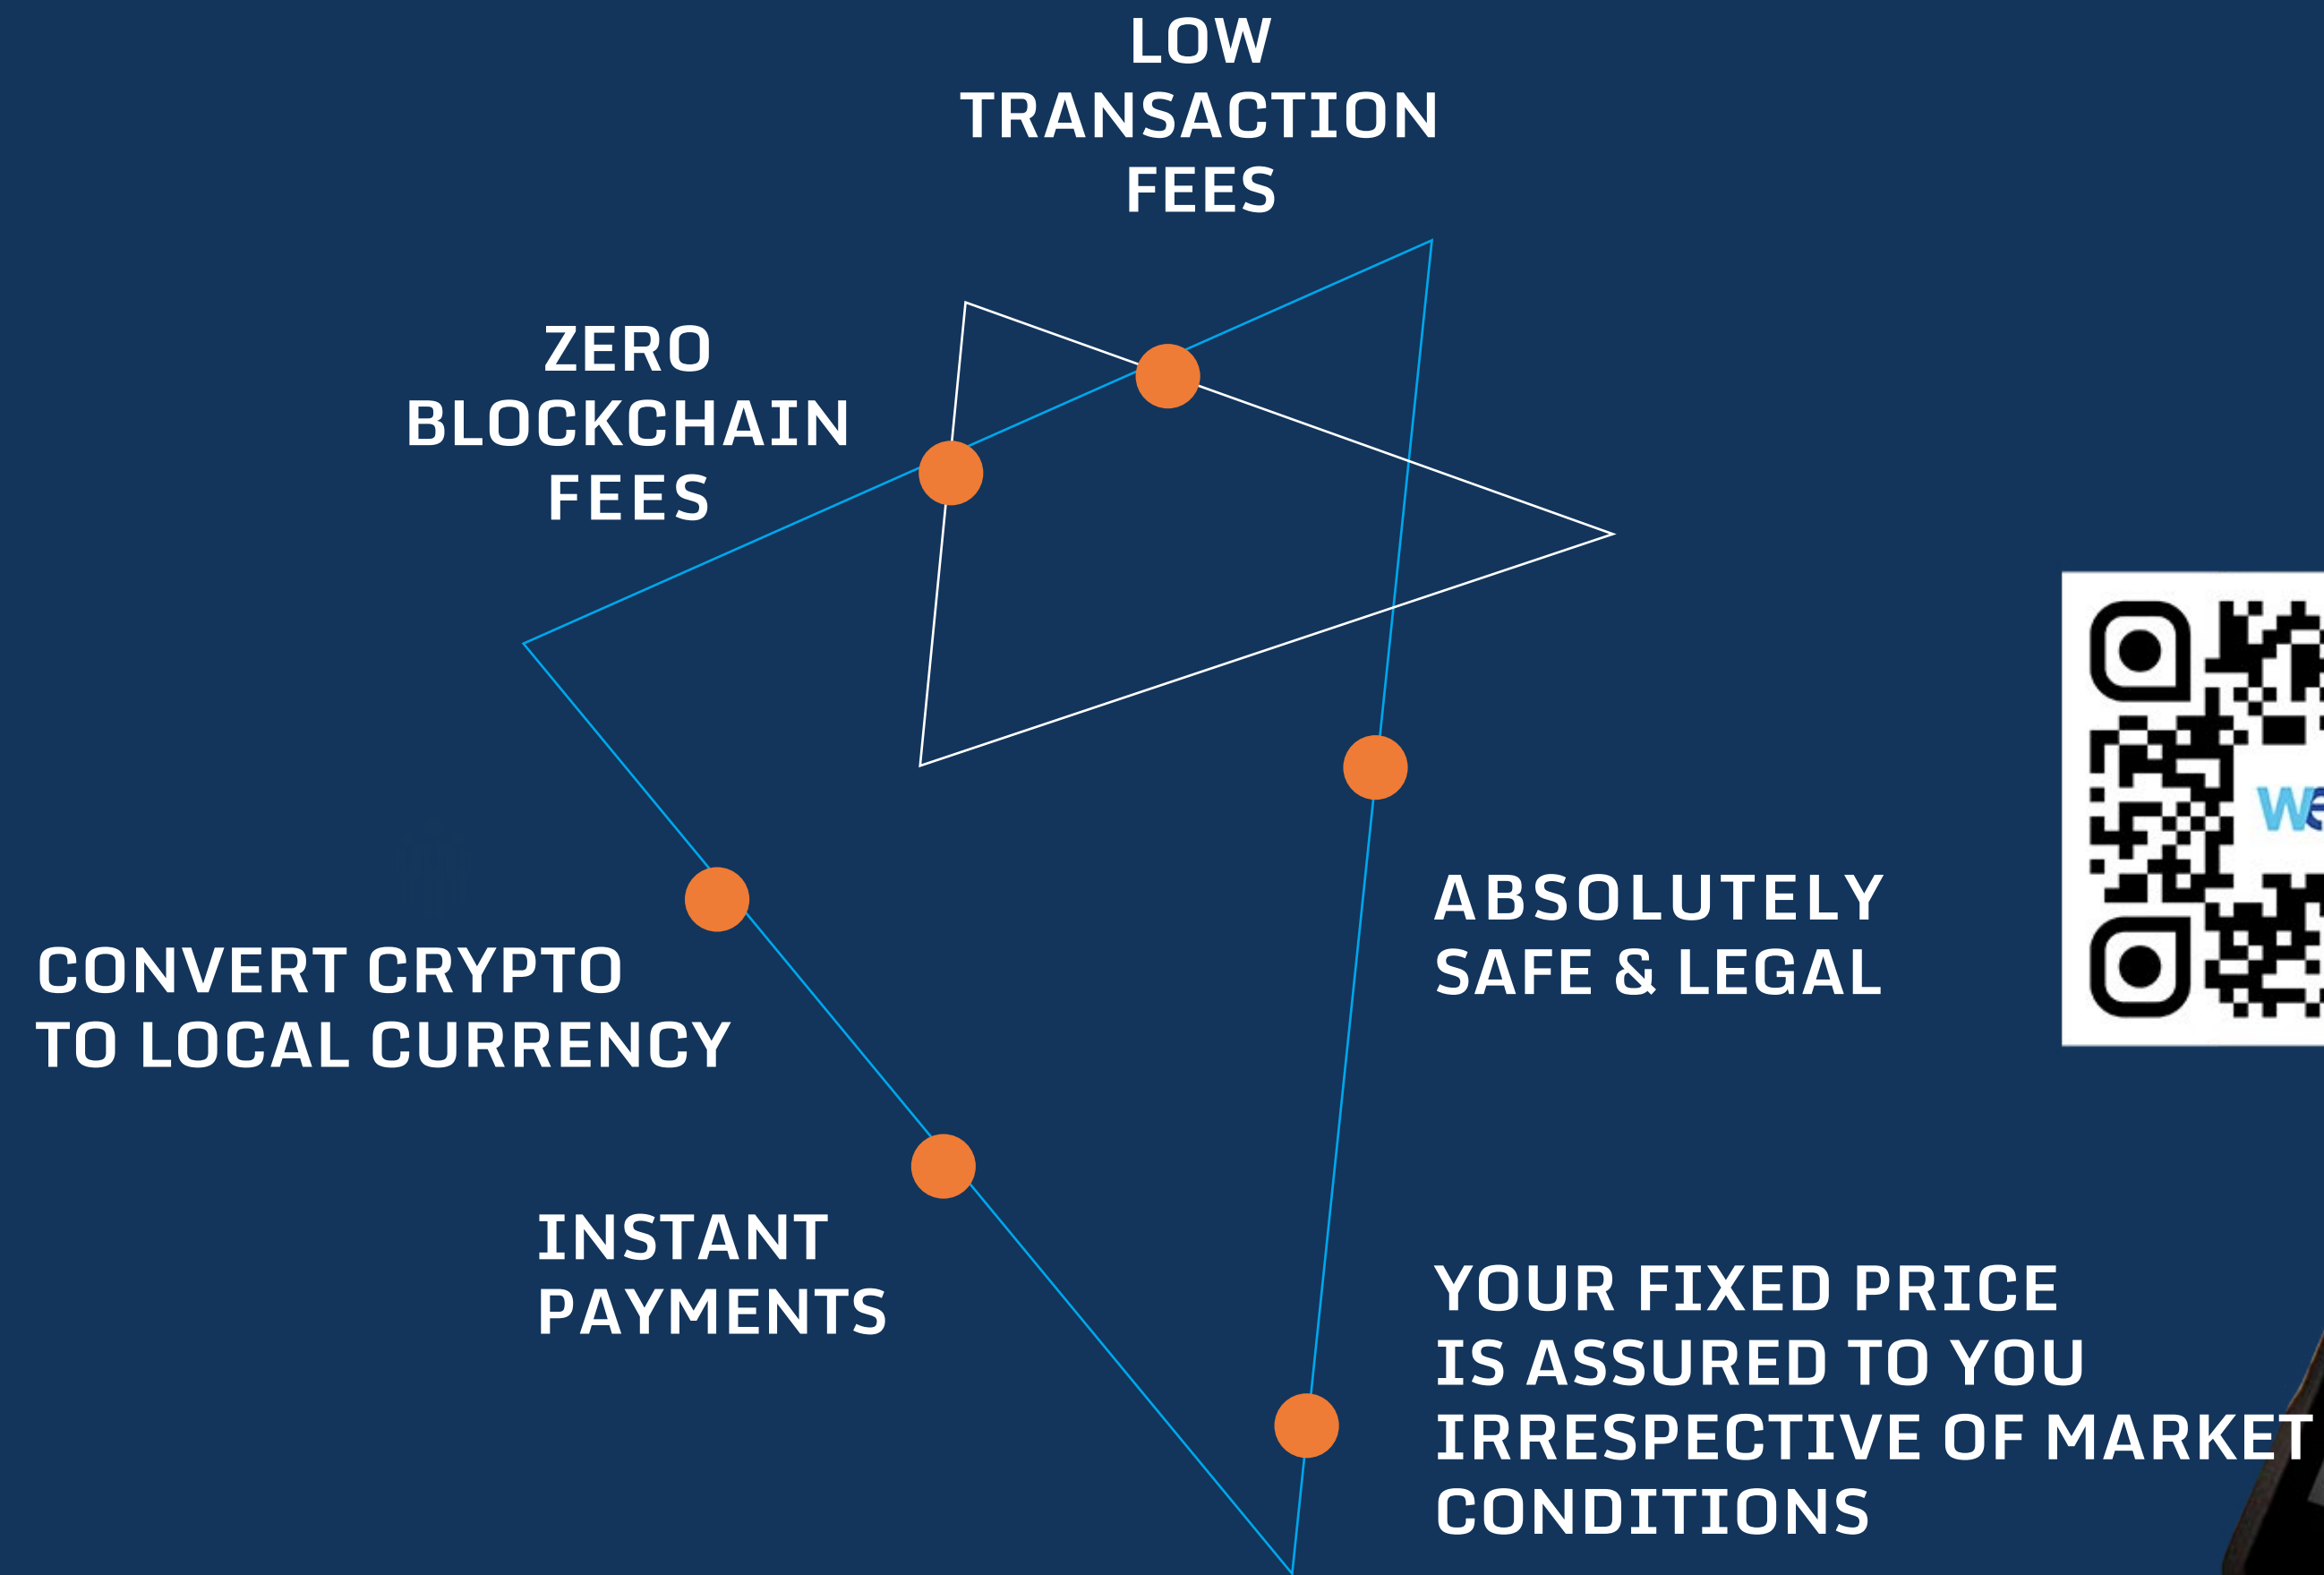 LOW
TRANSACTION
FEES
ZERO
BLOCKCHAIN
FEES
We
ABSOLUTELY
SAFE & LEGAL
CONVERT CRYPTO
TO LOCAL CURRENCY
INSTANT
PAYMENTS
YOUR FIXED PRICE
IS ASSURED TO YOU
IRRESPECTIVE OF MARKET
CONDITIONS